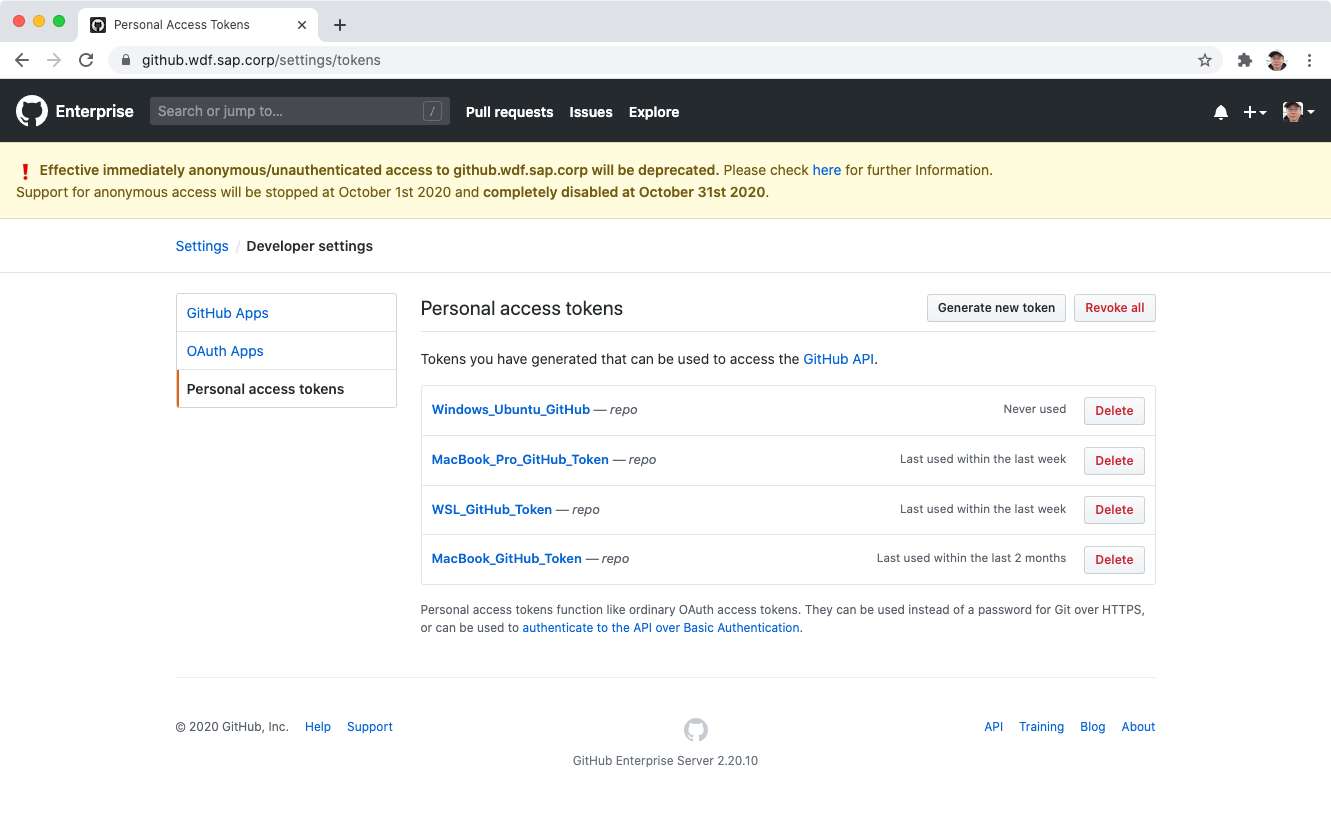 Personal Access Tokens
github.wdf.sap.corp/settings/tokens
Enterprise
Search or jump to…
/
Pull requests
Issues
Explore
❗ Effective immediately anonymous/unauthenticated access to github.wdf.sap.corp will be deprecated. Please check here for further Information.
Support for anonymous access will be stopped at October 1st 2020 and completely disabled at October 31st 2020.
Settings / Developer settings
GitHub Apps
OAuth Apps
Personal access tokens
Personal access tokens
Generate new token
Revoke all
Tokens you have generated that can be used to access the GitHub API.
Windows_Ubuntu_GitHub — repo Never used Delete
MacBook_Pro_GitHub_Token — repo Last used within the last week Delete
WSL_GitHub_Token — repo Last used within the last week Delete
MacBook_GitHub_Token — repo Last used within the last 2 months Delete
Personal access tokens function like ordinary OAuth access tokens. They can be used instead of a password for Git over HTTPS,
or can be used to authenticate to the API over Basic Authentication.
© 2020 GitHub, Inc. Help Support
API Training Blog About
GitHub Enterprise Server 2.20.10